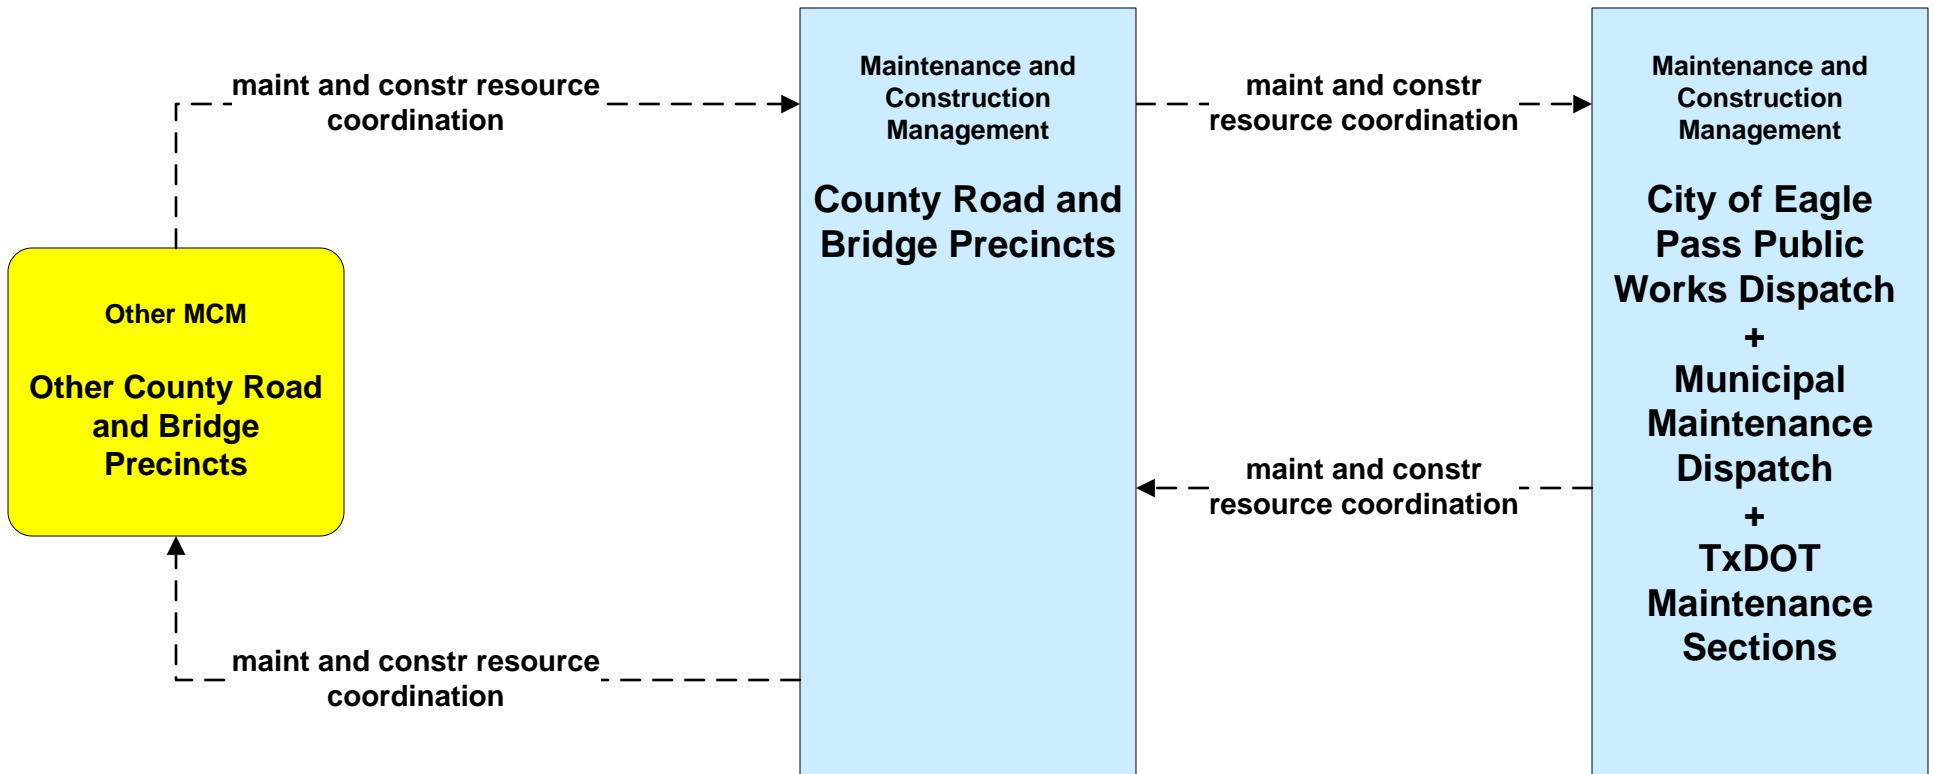 maint and constr resource
coordination
Maintenance and
Construction
Management
County Road and
Bridge Precincts
maint and constr
resource coordination
Maintenance and
Construction
Management
City of Eagle
Pass Public
Works Dispatch
+
Municipal
Maintenance
Dispatch
+
TxDOT
Maintenance
Sections
Other MCM
Other County Road
and Bridge
Precincts
maint and constr
resource coordination
maint and constr resource
coordination